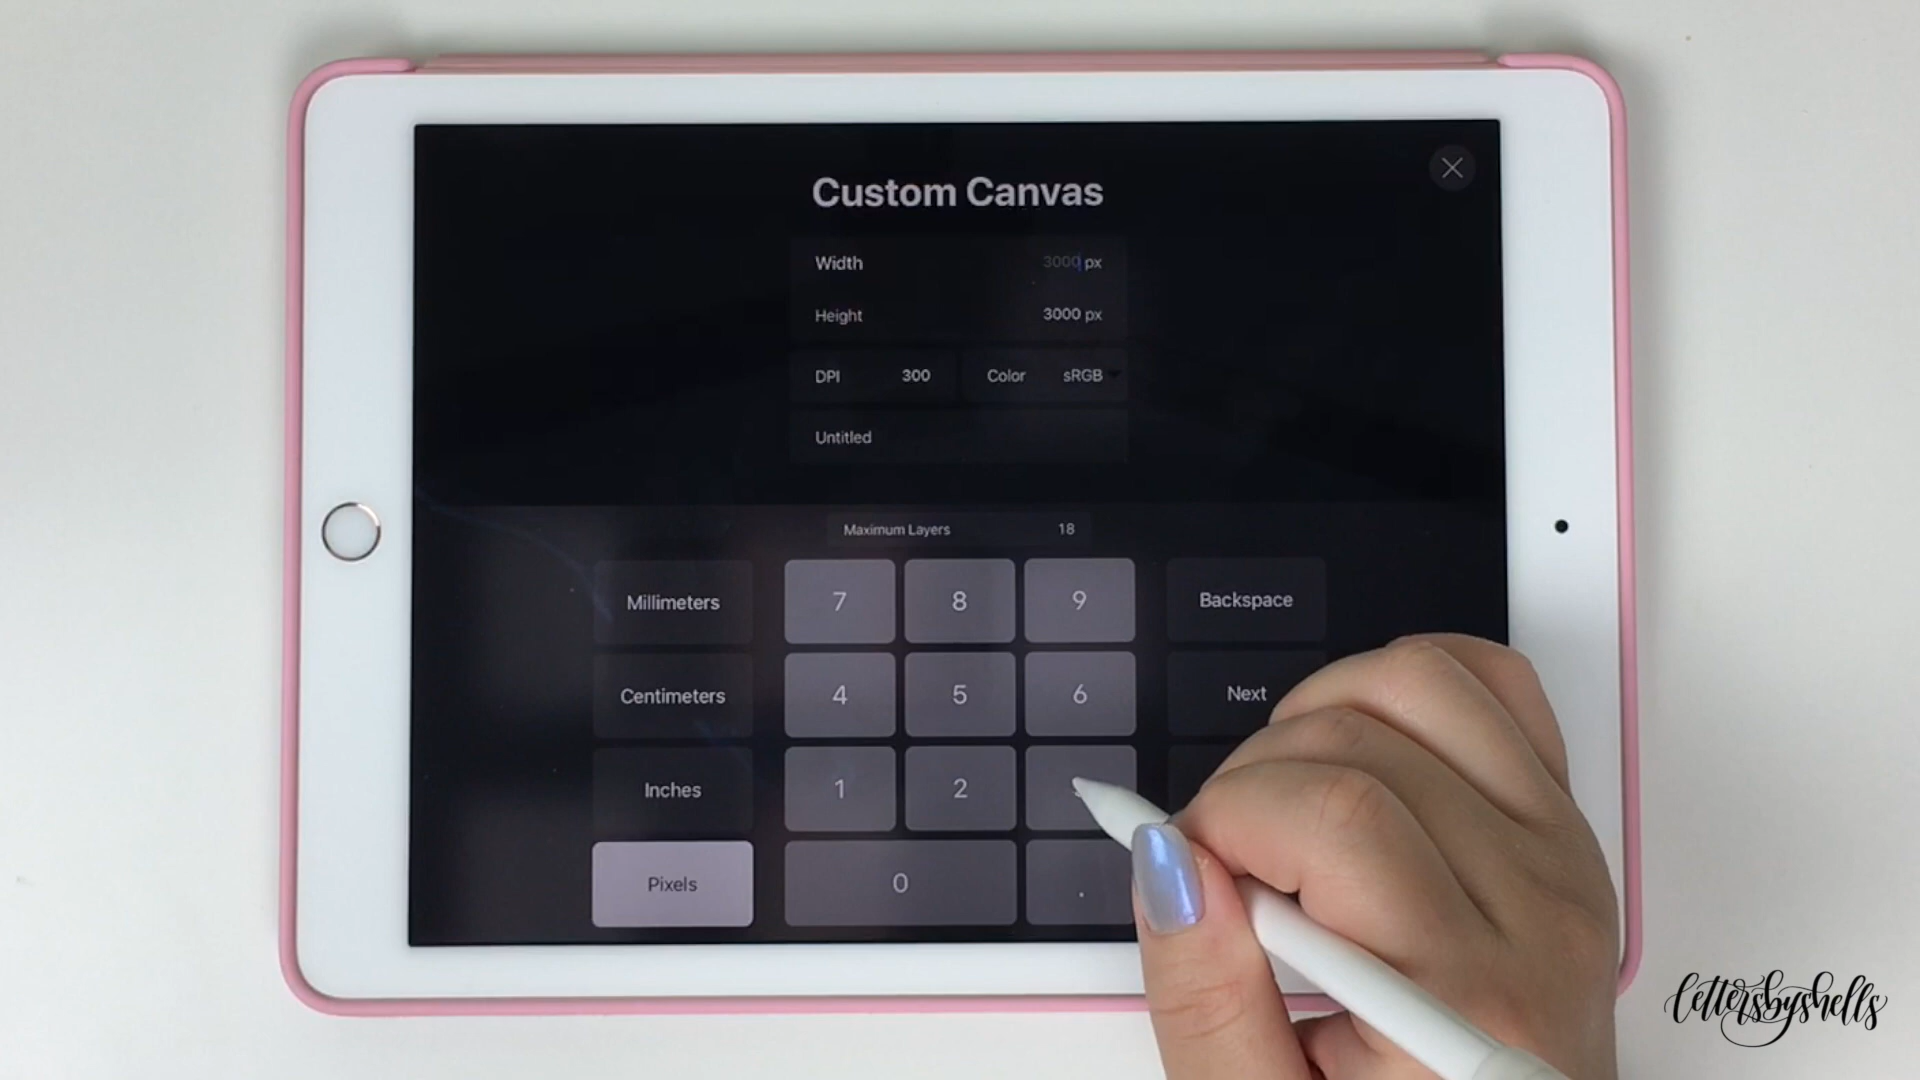 Custom Canvas
Width 3000 px
Height 3000 px
DPI 300 Color sRGB
Untitled
Maximum Layers 18
Millimeters 7 8 9 Backspace
Centimeters 4 5 6 Next
Inches 1 2
Pixels 0 .
lettersbyshells